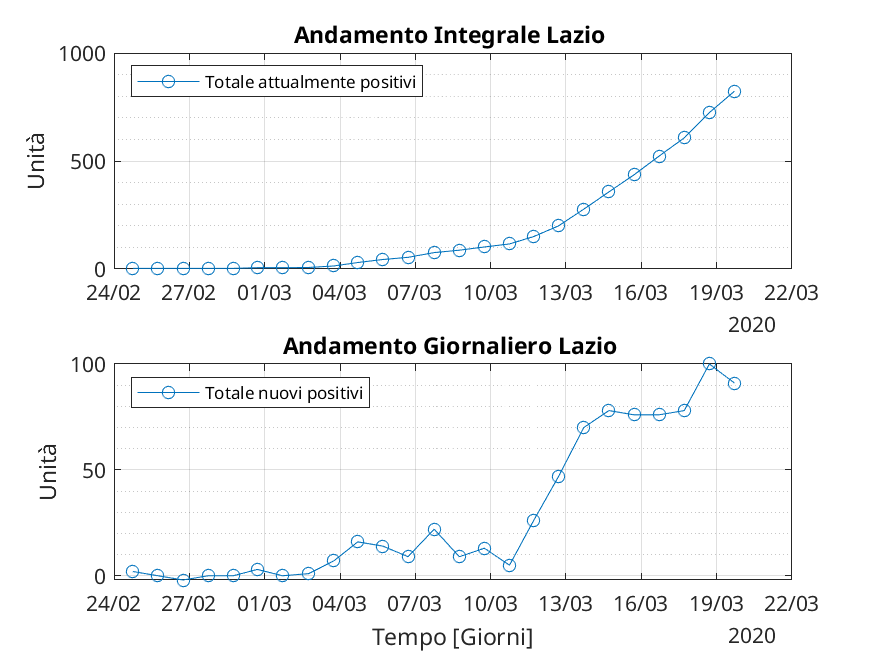 Andamento Integrale Lazio
1000
Totale attualmente positivi
Unità
500
0
24/02 27/02 01/03 04/03 07/03 10/03 13/03 16/03 19/03 22/03
2020
Andamento Giornaliero Lazio
100
Totale nuovi positivi
Unità
50
0
24/02 27/02 01/03 04/03 07/03 10/03 13/03 16/03 19/03 22/03
Tempo [Giorni]
2020